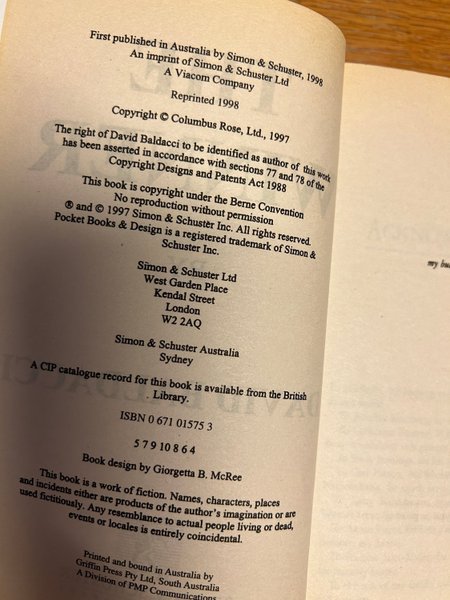 First published in Australia by Simon & Schuster, 1998
An imprint of Simon & Schuster Ltd
A Viacom Company
Reprinted 1998
Copyright © Columbus Rose, Ltd., 1997
The right of David Baldacci to be identified as author of this work
has been asserted in accordance with sections 77 and 78 of the
Copyright Designs and Patents Act 1988
This book is copyright under the Berne Convention
No reproduction without permission
® and © 1997 Simon & Schuster Inc. All rights reserved.
Pocket Books & Design is a registered trademark of Simon &
Schuster Inc.
Simon & Schuster Ltd
West Garden Place
Kendal Street
London
W2 2AQ
Simon & Schuster Australia
Sydney
A CIP catalogue record for this book is available from the British
Library.
ISBN 0 671 01575 3
5 7 9 10 8 6 4
Book design by Giorgetta B. McRee
This book is a work of fiction. Names, characters, places
and incidents either are products of the author's imagination or are
used fictitiously. Any resemblance to actual people living or dead,
events or locales is entirely coincidental.
Printed and bound in Australia by
Griffin Press Pty Ltd, South Australia
A Division of PMP Communications
my